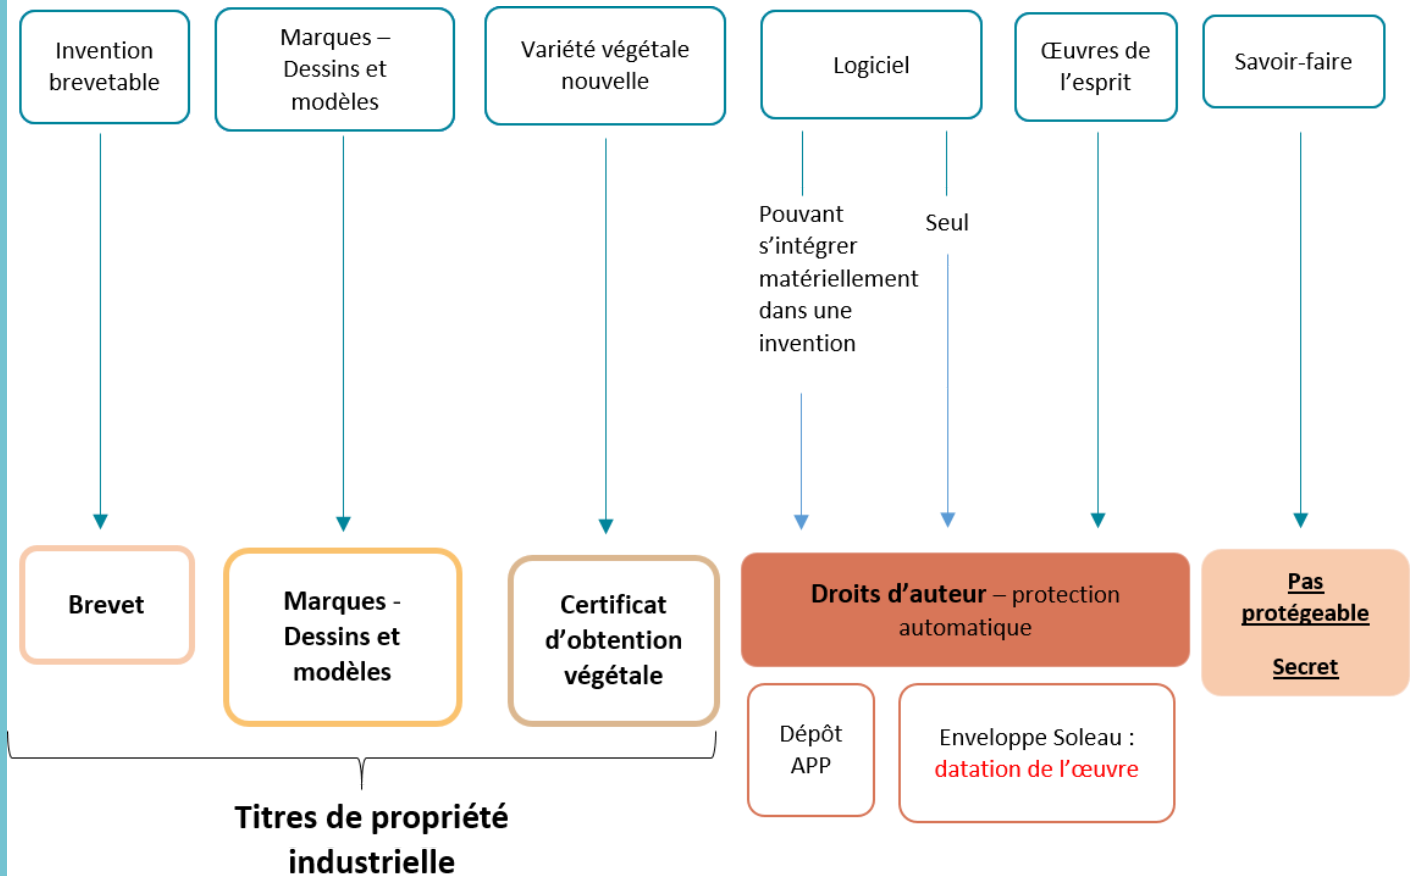 Invention
brevetable
Marques –
Dessins et
modèles
Variété végétale
nouvelle
Logiciel
Œuvres de
l’esprit
Savoir-faire
Pouvant
s’intégrer
matériellement
dans une
invention
Seul
Brevet
Marques -
Dessins et
modèles
Certificat
d’obtention
végétale
Droits d’auteur – protection
automatique
Pas
protégeable
Secret
Dépôt
APP
Enveloppe Soleau :
datation de l’œuvre
Titres de propriété
industrielle